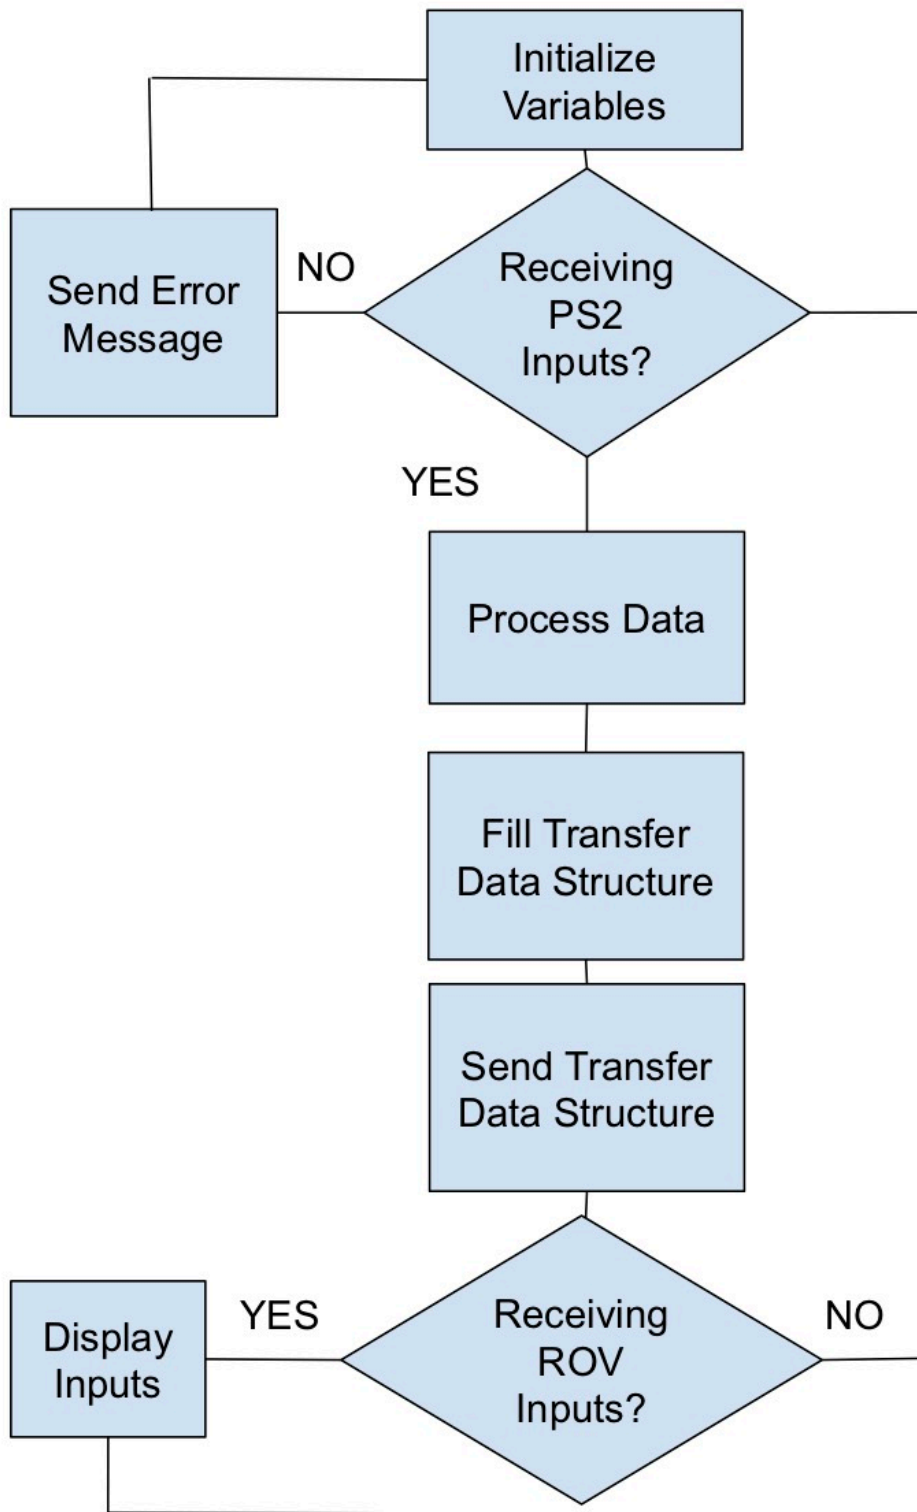 Initialize
Variables
Send Error
Message
NO
Receiving
PS2
Inputs?
YES
Process Data
Fill Transfer
Data Structure
Send Transfer
Data Structure
Display
Inputs
YES
Receiving
ROV
Inputs?
NO